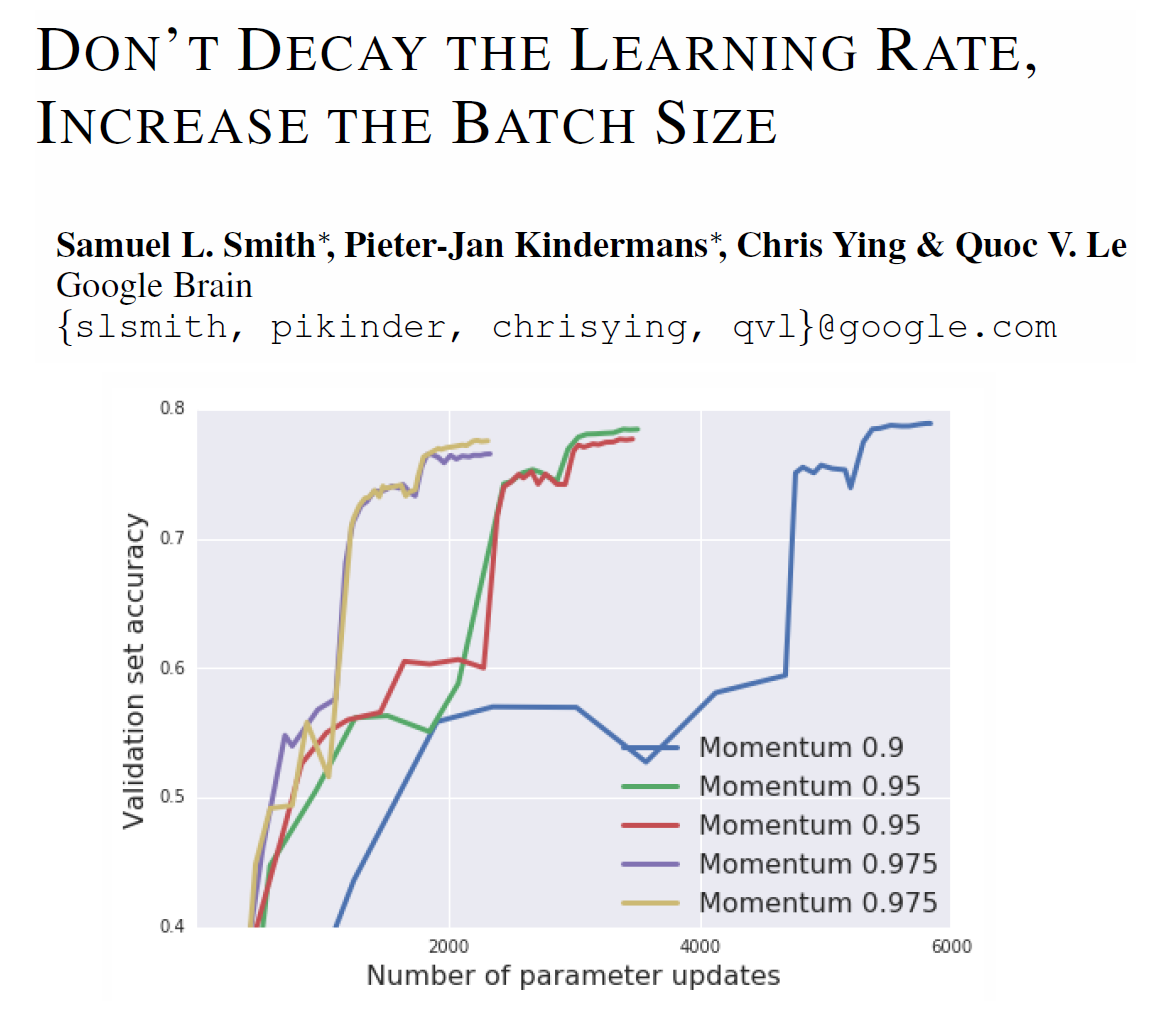 DON'T DECAY THE LEARNING RATE,
INCREASE THE BATCH SIZE
Samuel L. Smith*, Pieter-Jan Kindermans*, Chris Ying & Quoc V. Le
Google Brain
{slsmith, pikinder, chrisying, qvl}@google.com
0.8
0.7
0.6
0.5
0.4
Validation set accuracy
Momentum 0.9
Momentum 0.95
Momentum 0.95
Momentum 0.975
Momentum 0.975
2000 4000 6000
Number of parameter updates